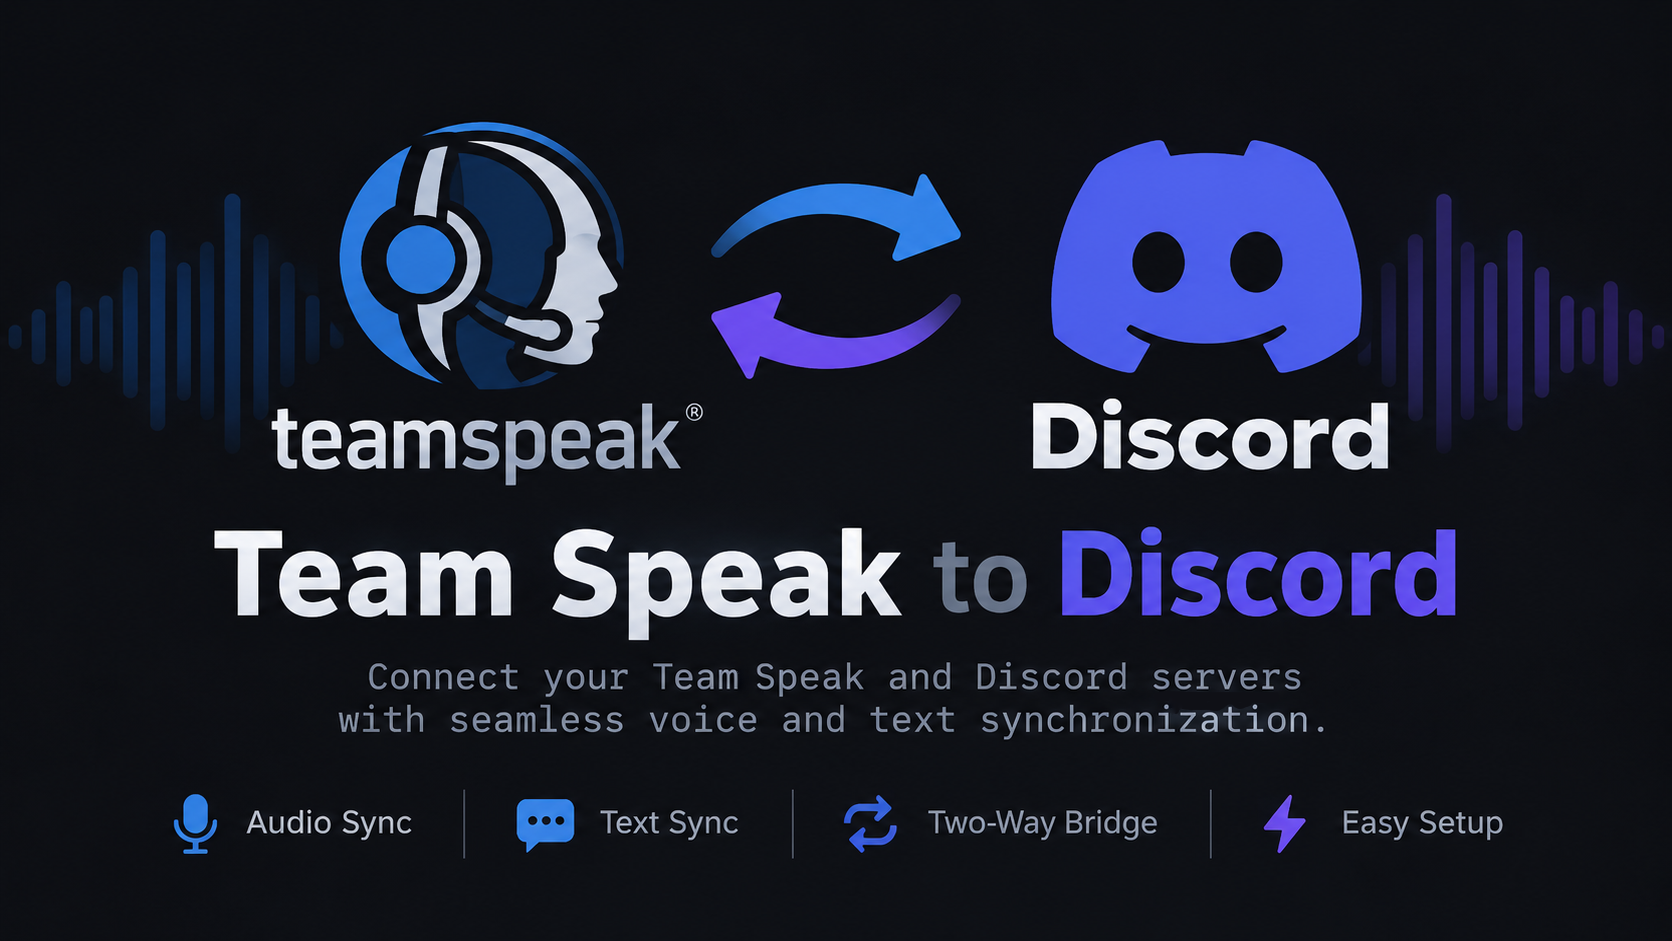 teamspeak®
Discord
Team Speak to Discord
Connect your Team Speak and Discord servers
with seamless voice and text synchronization.
Audio Sync
Text Sync
Two-Way Bridge
Easy Setup